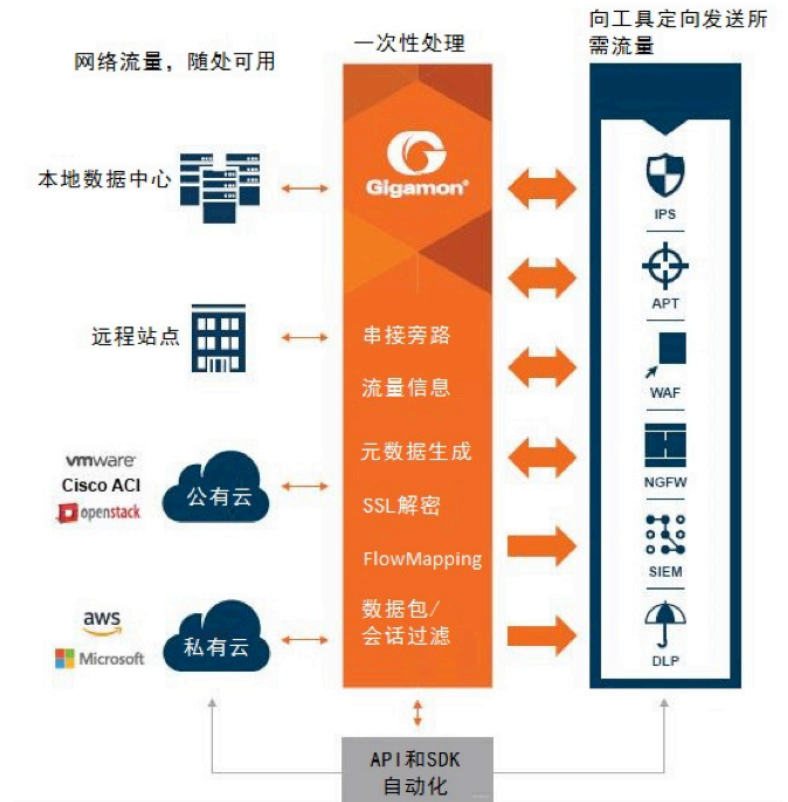 网络流量，随处可用
一次性处理
向工具定向发送所
需流量
本地数据中心
远程站点
vmware
Cisco ACI
openstack
公有云
aws
Microsoft
私有云
Gigamon®
串接旁路
流量信息
元数据生成
SSL解密
FlowMapping
数据包/
会话过滤
IPS
APT
WAF
NGFW
SIEM
DLP
API和SDK
自动化